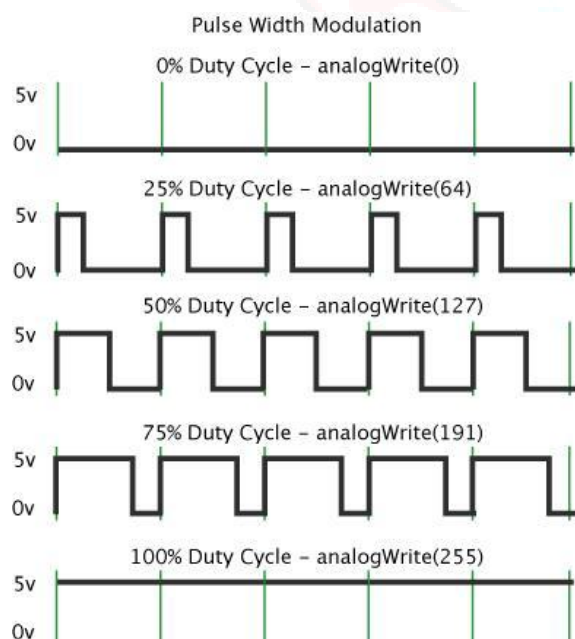 Pulse Width Modulation
0% Duty Cycle – analogWrite(0)
5v
0v
25% Duty Cycle – analogWrite(64)
5v
0v
50% Duty Cycle – analogWrite(127)
5v
0v
75% Duty Cycle – analogWrite(191)
5v
0v
100% Duty Cycle – analogWrite(255)
5v
0v